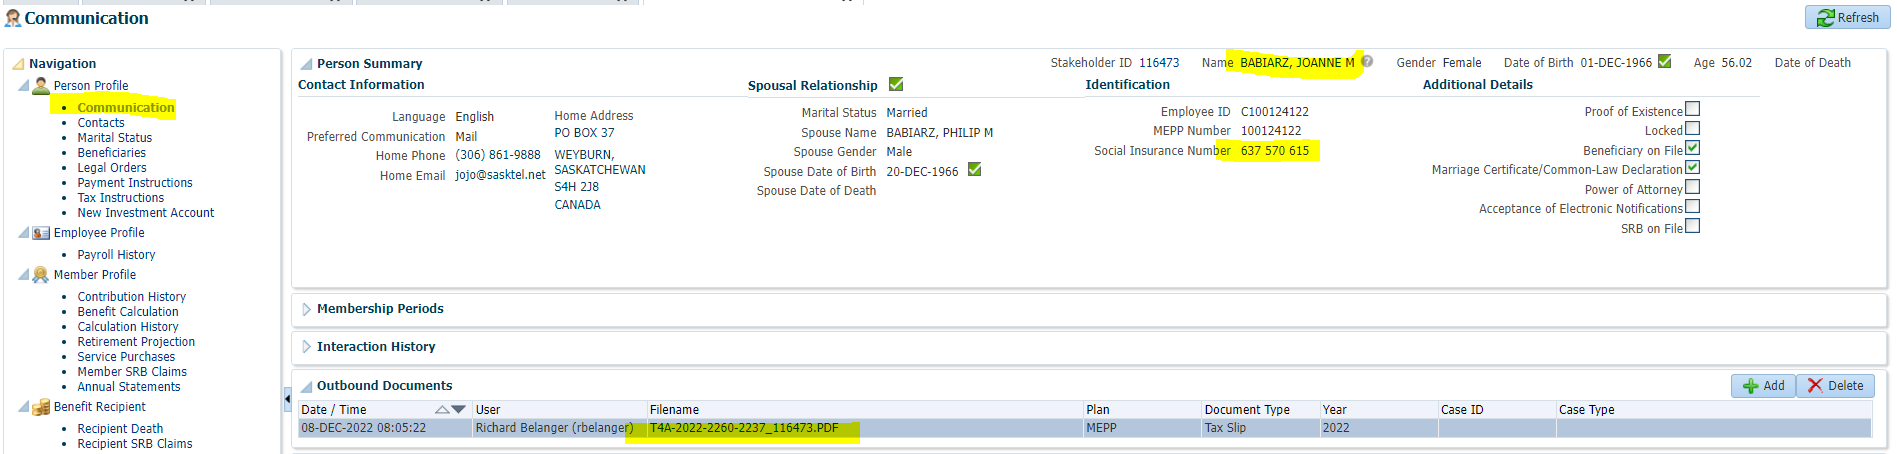 Communication
Refresh
Navigation
Person Profile
Communication
Contacts
Marital Status
Beneficiaries
Legal Orders
Payment Instructions
Tax Instructions
New Investment Account
Employee Profile
Payroll History
Member Profile
Contribution History
Benefit Calculation
Calculation History
Retirement Projection
Service Purchases
Member SRB Claims
Annual Statements
Benefit Recipient
Recipient Death
Recipient SRB Claims
Person Summary
Stakeholder ID 116473 Name BABIARZ, JOANNE M Gender Female Date of Birth 01-DEC-1966 Age 56.02 Date of Death
Contact Information
Language English
Preferred Communication Mail
Home Phone (306) 861-9888
Home Email jojo@sasktel.net
Home Address
PO BOX 37
WEYBURN,
SASKATCHEWAN
S4H 2J8
CANADA
Spousal Relationship
Marital Status Married
Spouse Name BABIARZ, PHILIP M
Spouse Gender Male
Spouse Date of Birth 20-DEC-1966
Spouse Date of Death
Identification
Employee ID C100124122
MEPP Number 100124122
Social Insurance Number 637 570 615
Additional Details
Proof of Existence
Locked
Beneficiary on File
Marriage Certificate/Common-Law Declaration
Power of Attorney
Acceptance of Electronic Notifications
SRB on File
Membership Periods
Interaction History
Outbound Documents
Add Delete
Date / Time User Filename Plan Document Type Year Case ID Case Type
08-DEC-2022 08:05:22 Richard Belanger (rbelanger) T4A-2022-2260-2237_116473.PDF MEPP Tax Slip 2022